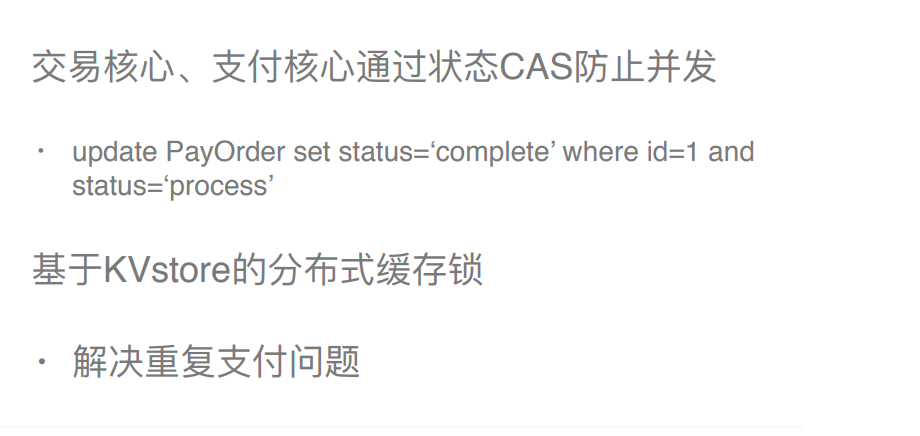 交易核心、支付核心通过状态CAS防止并发
• update PayOrder set status=‘complete’ where id=1 and
status=‘process’
基于KVstore的分布式缓存锁
• 解决重复支付问题